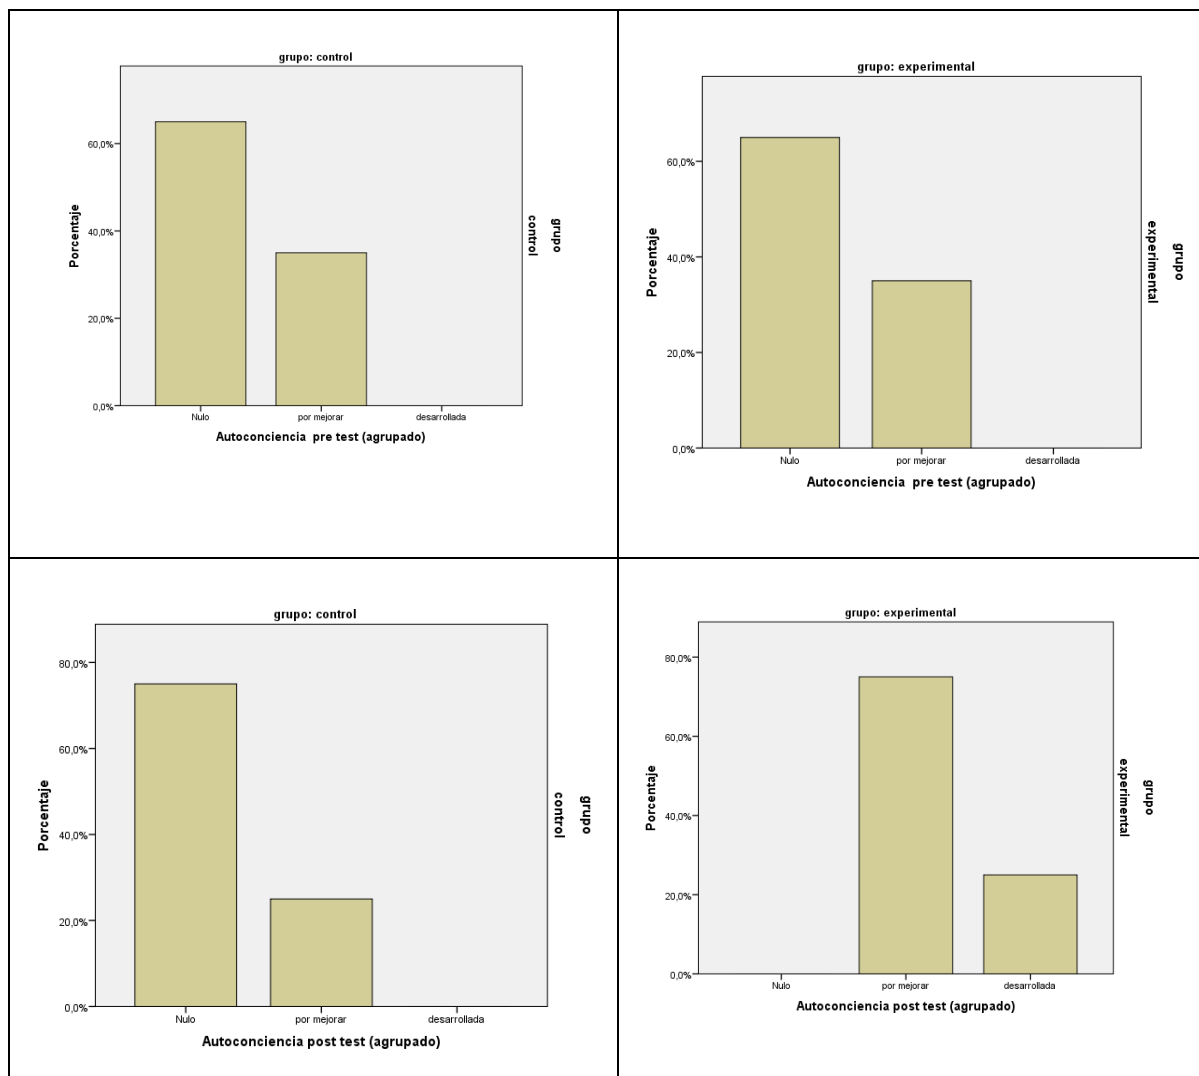 grupo: control
60,0%
40,0%
20,0%
0,0%
Porcentaje
grupo
control
Nulo
por mejorar
desarrollada
Autoconciencia pre test (agrupado)
grupo: experimental
60,0%
40,0%
20,0%
0,0%
Porcentaje
grupo
experimental
Nulo
por mejorar
desarrollada
Autoconciencia pre test (agrupado)
grupo: control
80,0%
60,0%
40,0%
20,0%
0,0%
Porcentaje
grupo
control
Nulo
por mejorar
desarrollada
Autoconciencia post test (agrupado)
grupo: experimental
80,0%
60,0%
40,0%
20,0%
0,0%
Porcentaje
grupo
experimental
Nulo
por mejorar
desarrollada
Autoconciencia post test (agrupado)